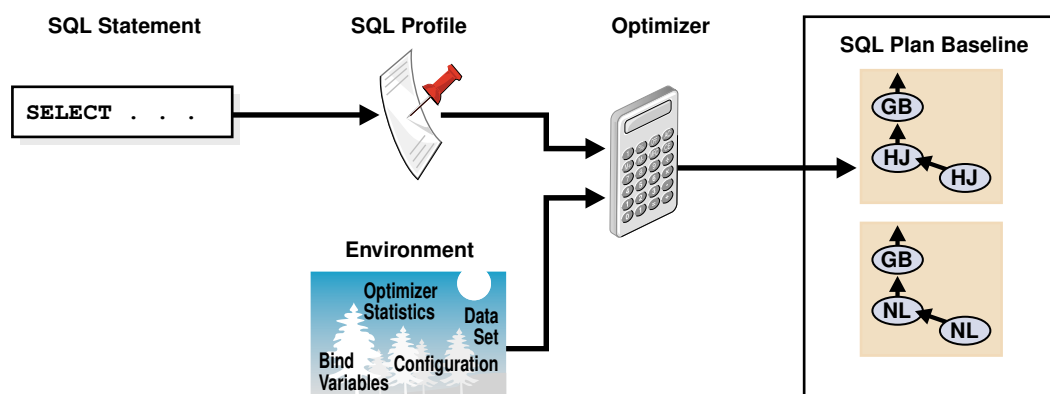 SQL Statement
SQL Profile
Optimizer
SQL Plan Baseline
SELECT . . .
GB
HJ
HJ
Environment
Optimizer
Statistics
Data
Set
Bind
Variables
Configuration
GB
NL
NL